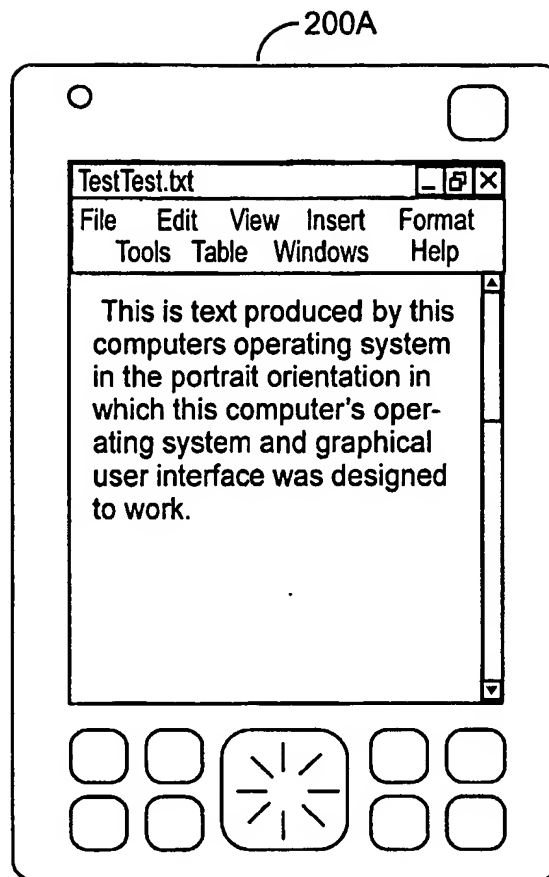 200A
TestTest.txt
File Edit View Insert Format
Tools Table Windows Help
This is text produced by this
computers operating system
in the portrait orientation in
which this computer's oper-
ating system and graphical
user interface was designed
to work.